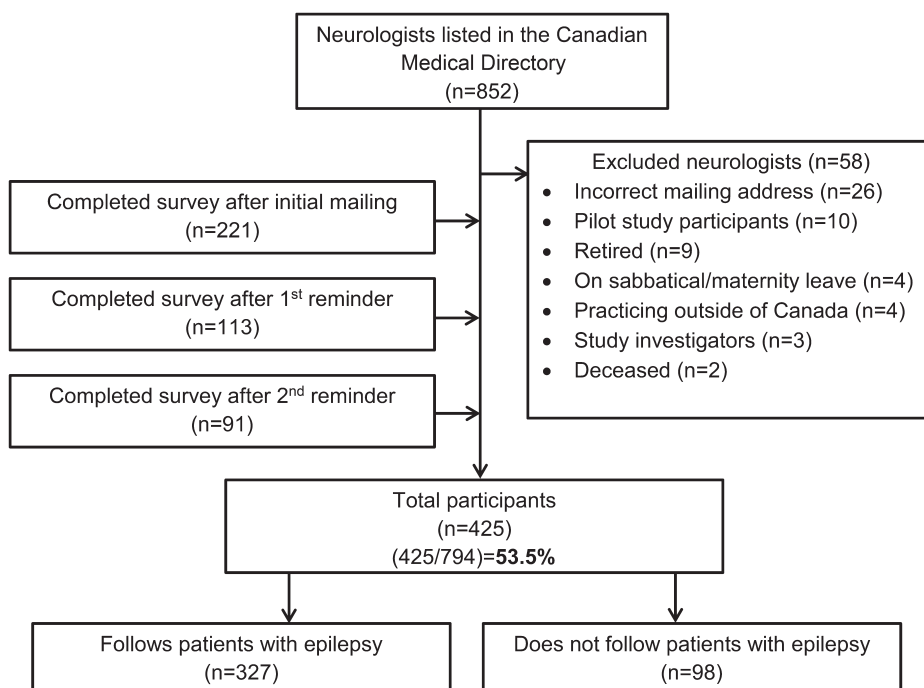 Neurologists listed in the Canadian
Medical Directory
(n=852)
Excluded neurologists (n=58)
• Incorrect mailing address (n=26)
• Pilot study participants (n=10)
• Retired (n=9)
• On sabbatical/maternity leave (n=4)
• Practicing outside of Canada (n=4)
• Study investigators (n=3)
• Deceased (n=2)
Completed survey after initial mailing
(n=221)
Completed survey after 1st reminder
(n=113)
Completed survey after 2nd reminder
(n=91)
Total participants
(n=425)
(425/794)=53.5%
Follows patients with epilepsy
(n=327)
Does not follow patients with epilepsy
(n=98)